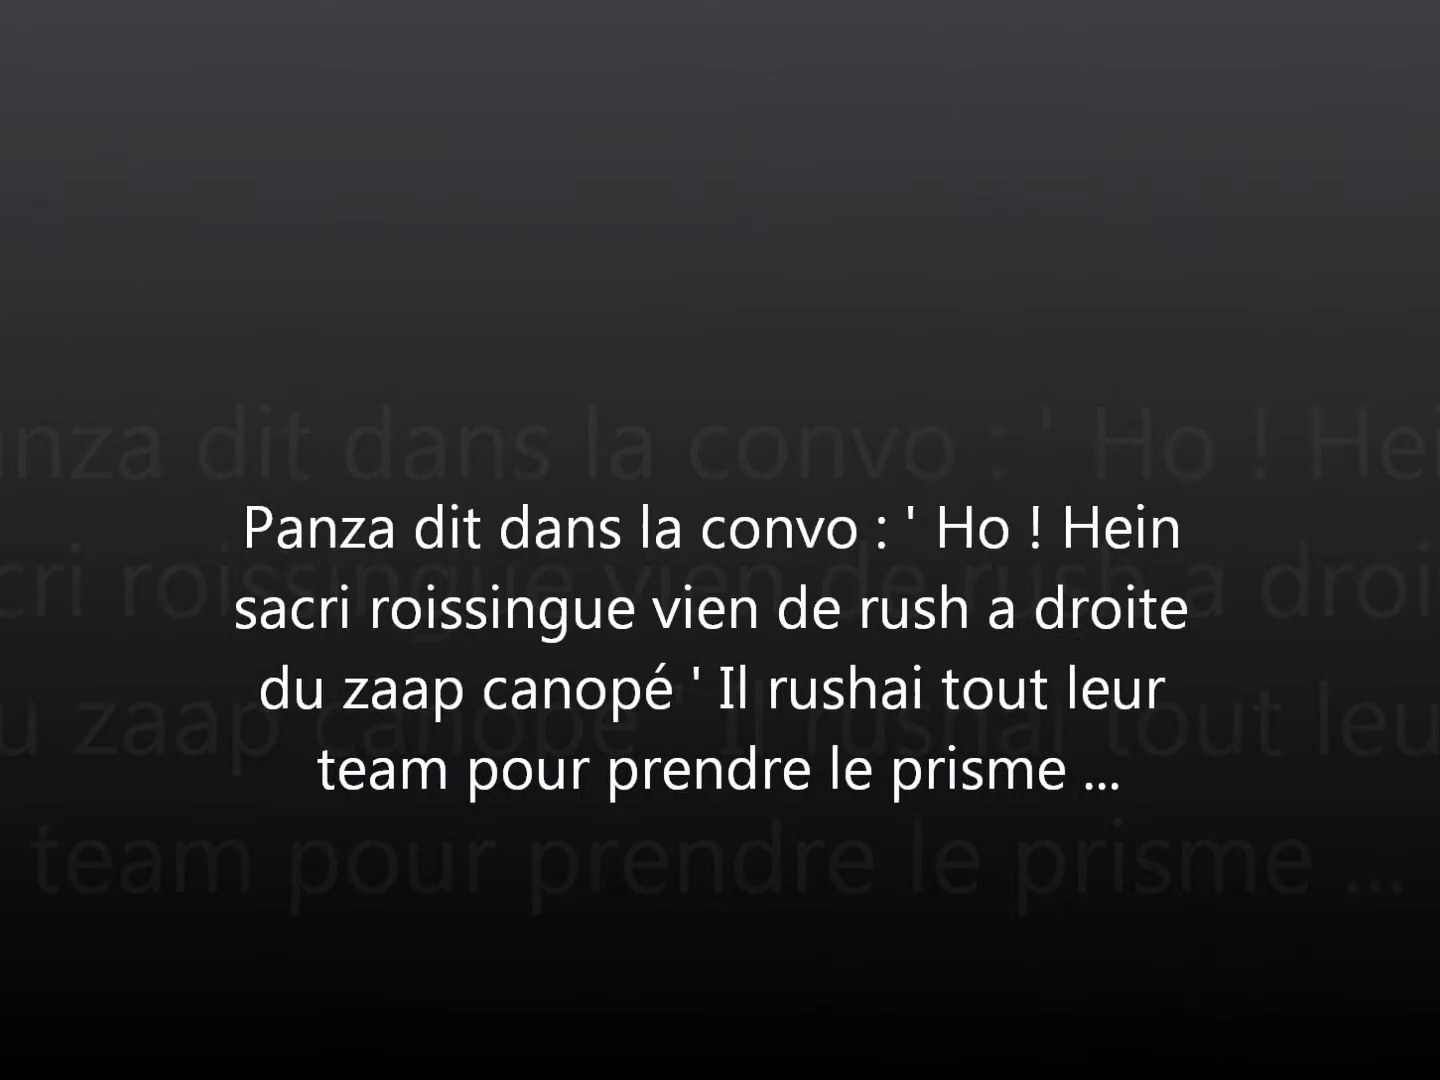 Panza dit dans la convo : ' Ho ! Hein
sacri roissingue vien de rush a droite
du zaap canopé ' Il rushai tout leur
team pour prendre le prisme ...